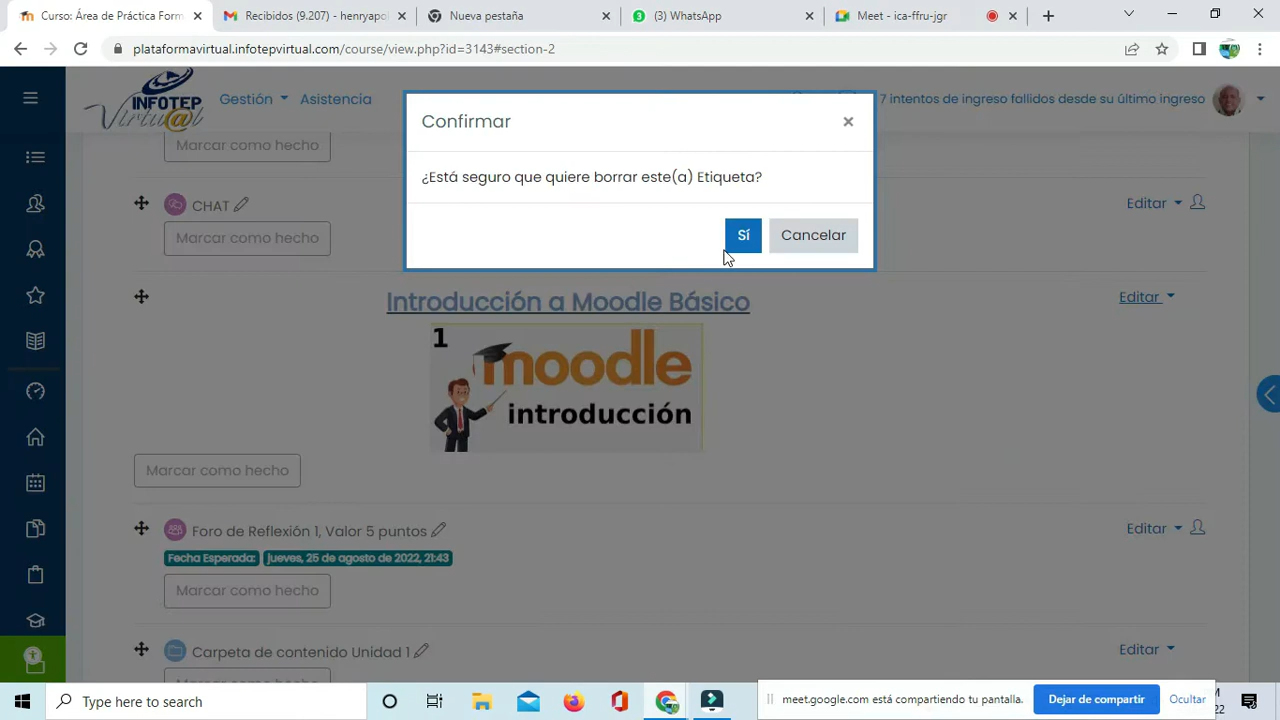 Curso: Área de Práctica Form
Recibidos (9.207) - henryapol
Nueva pestaña
3
(3) WhatsApp
Meet - ica-ffru-jgr
plataformavirtual.infotepvirtual.com/course/view.php?id=3143#section-2
INFOTEP
Virtu@l
Gestión
Asistencia
7 intentos de ingreso fallidos desde su último ingreso
Confirmar
¿Está seguro que quiere borrar este(a) Etiqueta?
Sí
Cancelar
Marcar como hecho
CHAT
Editar
Marcar como hecho
Introducción a Moodle Básico
Editar
1
moodle
introducción
Marcar como hecho
Foro de Reflexión 1, Valor 5 puntos
Editar
Fecha Esperada:
jueves, 25 de agosto de 2022, 21:43
Marcar como hecho
Carpeta de contenido Unidad 1
Editar
Type here to search
meet.google.com está compartiendo tu pantalla.
Dejar de compartir
Ocultar